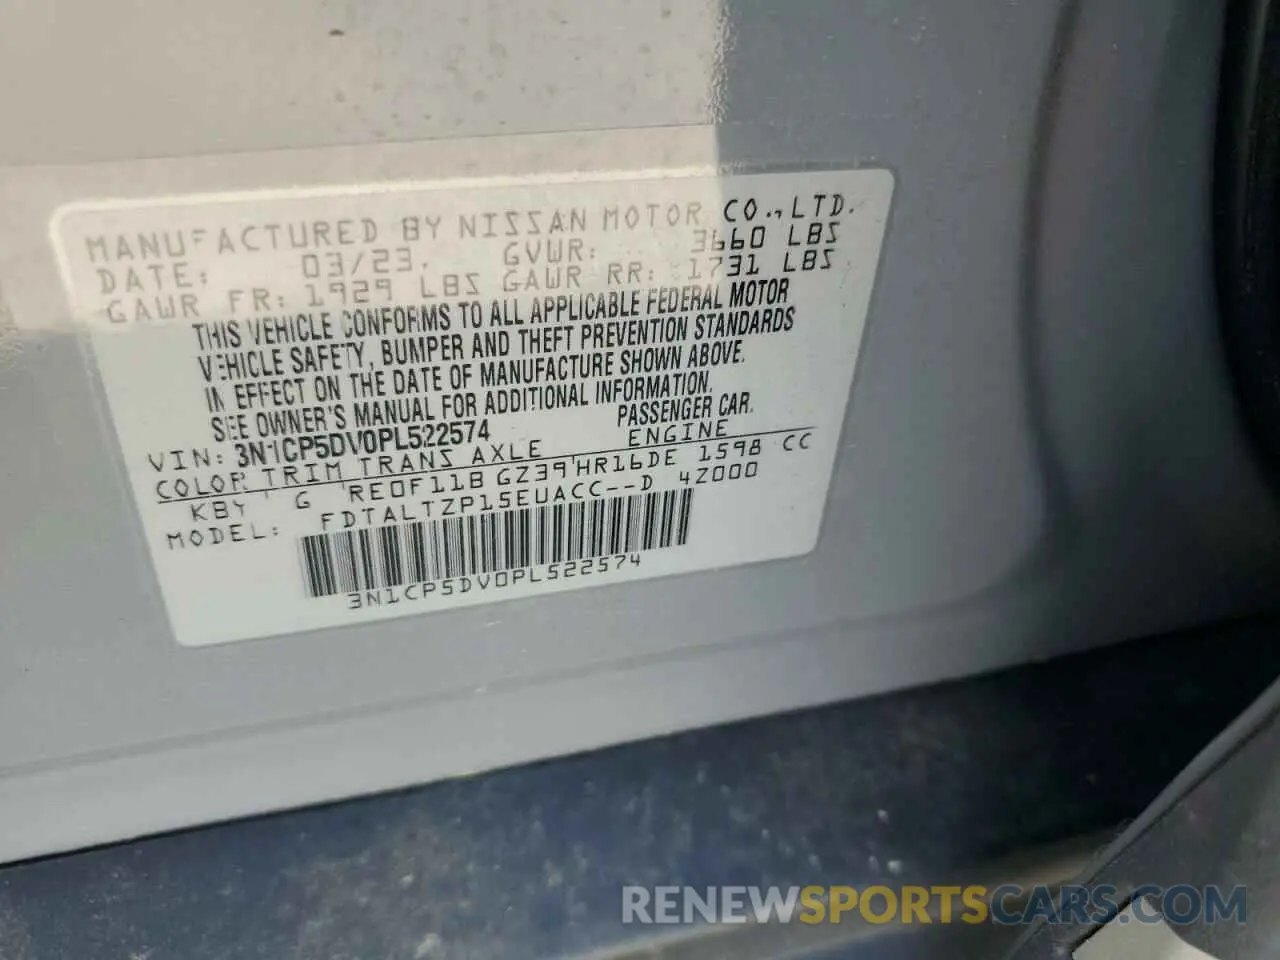 MANUFACTURED BY NISSAN MOTOR CO., LTD.
DATE: 03/23. GVWR: 3660 LBS
GAWR FR: 1929 LBS GAWR RR: 1731 LBS
THIS VEHICLE CONFORMS TO ALL APPLICABLE FEDERAL MOTOR
VEHICLE SAFETY, BUMPER AND THEFT PREVENTION STANDARDS
IN EFFECT ON THE DATE OF MANUFACTURE SHOWN ABOVE.
SEE OWNER'S MANUAL FOR ADDITIONAL INFORMATION.
VIN: 3N1CP5DV0PL522574 PASSENGER CAR.
COLOR TRIM TRANS AXLE ENGINE
KBY G RE0F11B GZ39 HR16DE 1598 CC
MODEL: FDTALTZP15EUACC--D 4Z000
3N1CP5DV0PL522574
RENEWSPORTSCARS.COM